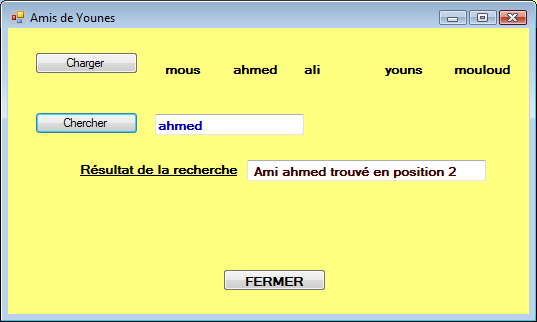 Amis de Younes
Charger mous ahmed ali youns mouloud
Chercher ahmed
Résultat de la recherche Ami ahmed trouvé en position 2
FERMER